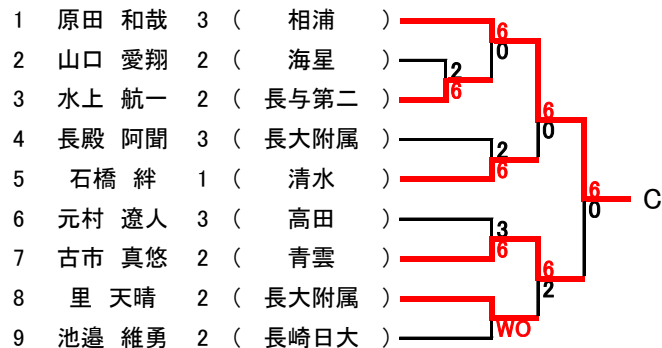 1 原田 和哉 3 ( 相浦 )
6
0
2 山口 愛翔 2 ( 海星 )
2
6
3 水上 航一 2 ( 長与第二 )
6
0
4 長殿 阿聞 3 ( 長大附属 )
2
6
5 石橋 絆 1 ( 清水 )
6
0
C
6 元村 遼人 3 ( 高田 )
3
6
7 古市 真悠 2 ( 青雲 )
6
2
8 里 天晴 2 ( 長大附属 )
WO
9 池邉 維勇 2 ( 長崎日大 )